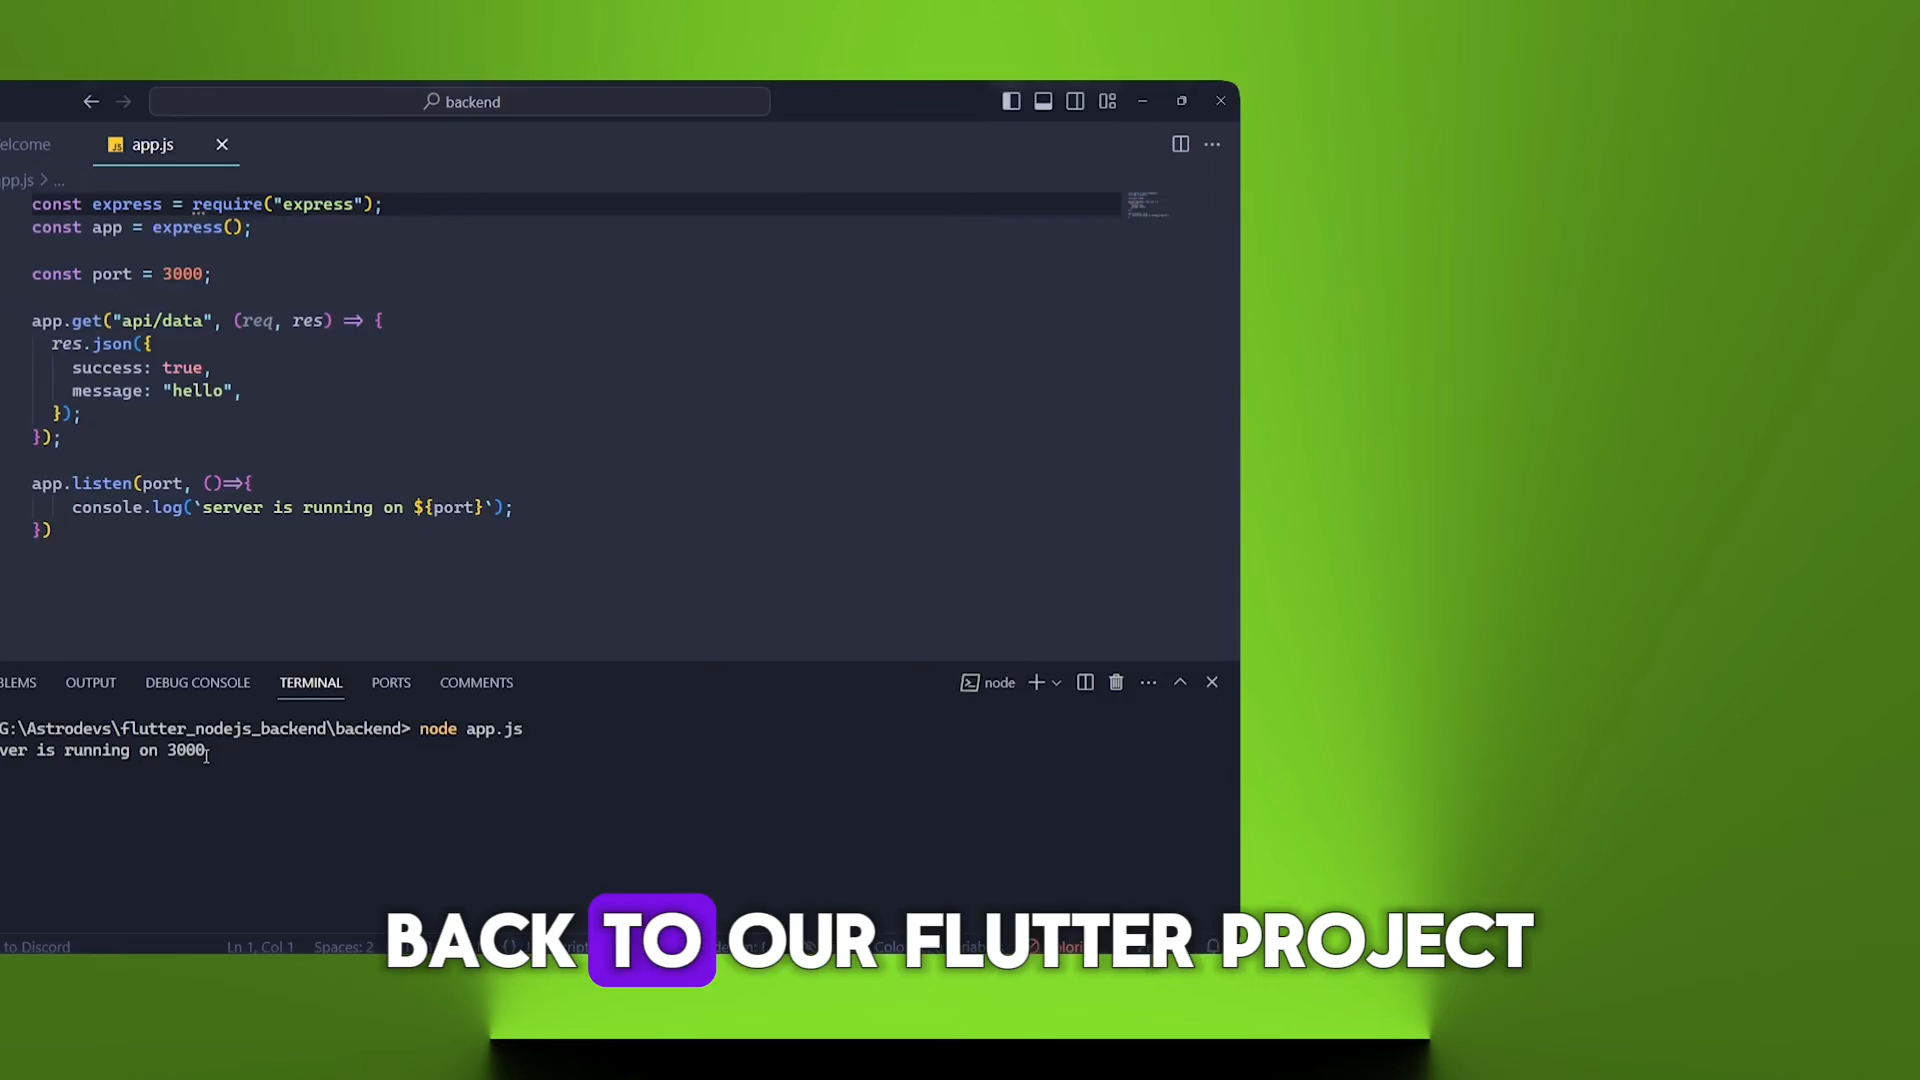 backend
elcome
JS app.js
pp.js > ...
const express = require("express");
const app = express();
const port = 3000;
app.get("api/data", (req, res) => {
res.json({
success: true,
message: "hello",
});
});
app.listen(port, ()=>{
console.log(`server is running on ${port}`);
})
BLEMS OUTPUT DEBUG CONSOLE TERMINAL PORTS COMMENTS
node
G:\Astrodevs\flutter_nodejs_backend\backend> node app.js
ver is running on 3000
BACK TO OUR FLUTTER PROJECT
to Discord Ln 1, Col 1 Spaces: 2